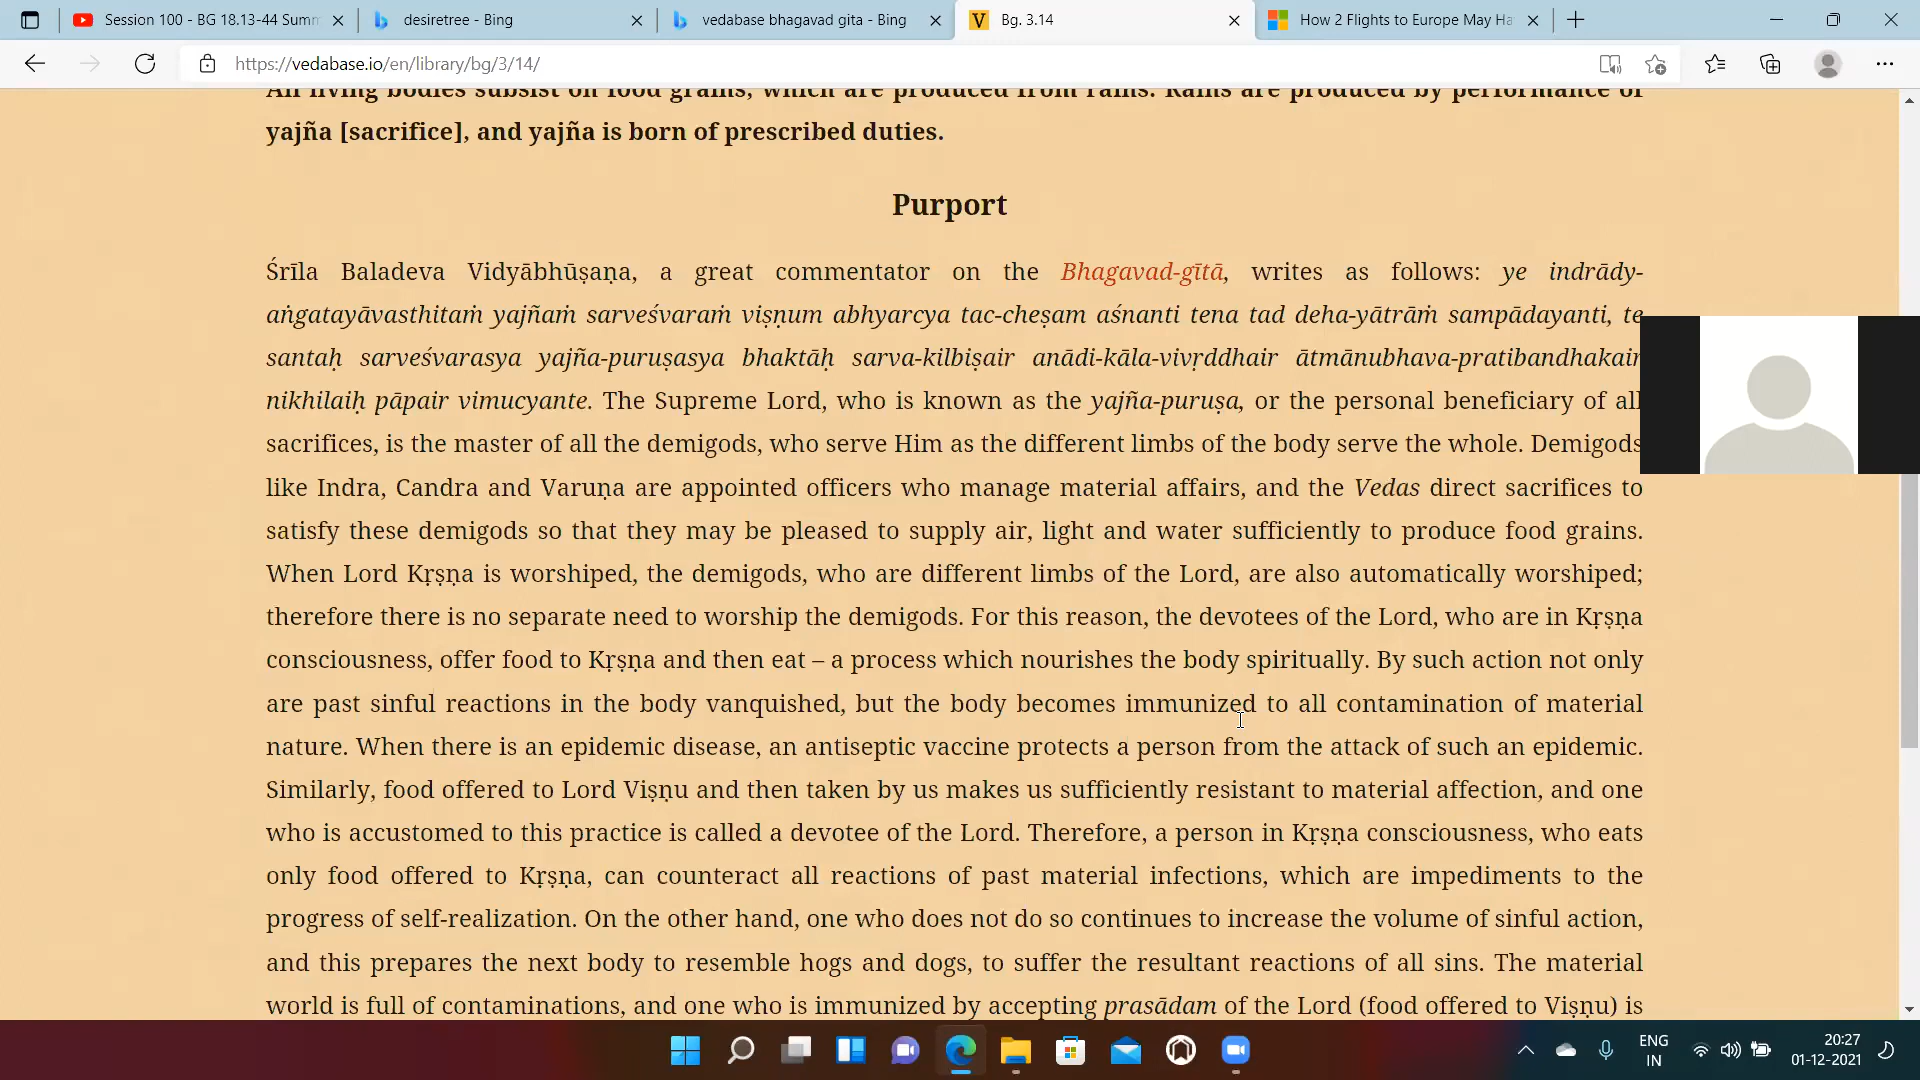 Session 100 - BG 18.13-44 Summ
desiretree - Bing
vedabase bhagavad gita - Bing
Bg. 3.14
How 2 Flights to Europe May Ha
https://vedabase.io/en/library/bg/3/14/
All living bodies subsist on food grains, which are produced from rains. Rains are produced by performance of
yajña [sacrifice], and yajña is born of prescribed duties.
Purport
Śrīla Baladeva Vidyābhūṣaṇa, a great commentator on the Bhagavad-gītā, writes as follows: ye indrādy-
aṅgatayāvasthitaṁ yajñaṁ sarveśvaraṁ viṣṇum abhyarcya tac-cheṣam aśnanti tena tad deha-yātrāṁ sampādayanti, te
santaḥ sarveśvarasya yajña-puruṣasya bhaktāḥ sarva-kilbiṣair anādi-kāla-vivṛddhair ātmānubhava-pratibandhakair
nikhilaiḥ pāpair vimucyante. The Supreme Lord, who is known as the yajña-puruṣa, or the personal beneficiary of all
sacrifices, is the master of all the demigods, who serve Him as the different limbs of the body serve the whole. Demigods
like Indra, Candra and Varuṇa are appointed officers who manage material affairs, and the Vedas direct sacrifices to
satisfy these demigods so that they may be pleased to supply air, light and water sufficiently to produce food grains.
When Lord Kṛṣṇa is worshiped, the demigods, who are different limbs of the Lord, are also automatically worshiped;
therefore there is no separate need to worship the demigods. For this reason, the devotees of the Lord, who are in Kṛṣṇa
consciousness, offer food to Kṛṣṇa and then eat – a process which nourishes the body spiritually. By such action not only
are past sinful reactions in the body vanquished, but the body becomes immunized to all contamination of material
nature. When there is an epidemic disease, an antiseptic vaccine protects a person from the attack of such an epidemic.
Similarly, food offered to Lord Viṣṇu and then taken by us makes us sufficiently resistant to material affection, and one
who is accustomed to this practice is called a devotee of the Lord. Therefore, a person in Kṛṣṇa consciousness, who eats
only food offered to Kṛṣṇa, can counteract all reactions of past material infections, which are impediments to the
progress of self-realization. On the other hand, one who does not do so continues to increase the volume of sinful action,
and this prepares the next body to resemble hogs and dogs, to suffer the resultant reactions of all sins. The material
world is full of contaminations, and one who is immunized by accepting prasādam of the Lord (food offered to Viṣṇu) is
ENG
IN
20:27
01-12-2021